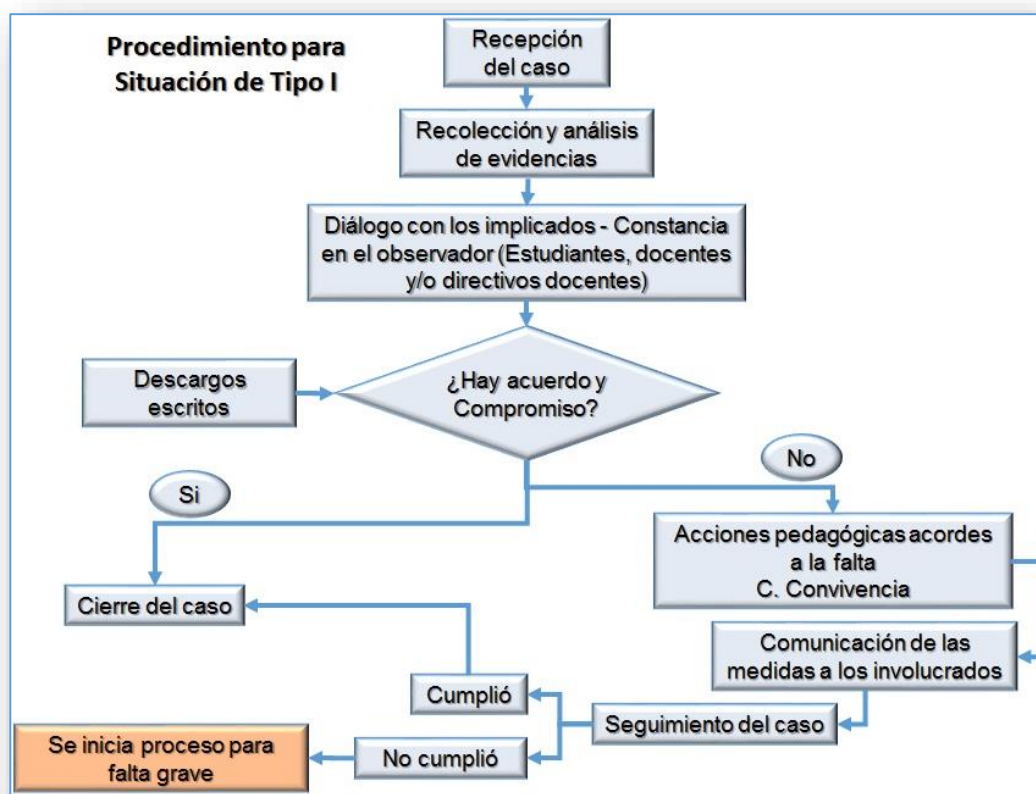 Procedimiento para
Situación de Tipo I
Recepción
del caso
Recolección y análisis
de evidencias
Diálogo con los implicados - Constancia
en el observador (Estudiantes, docentes
y/o directivos docentes)
Descargos
escritos
¿Hay acuerdo y
Compromiso?
Si
No
Acciones pedagógicas acordes
a la falta
C. Convivencia
Cierre del caso
Comunicación de las
medidas a los involucrados
Cumplió
Seguimiento del caso
No cumplió
Se inicia proceso para
falta grave